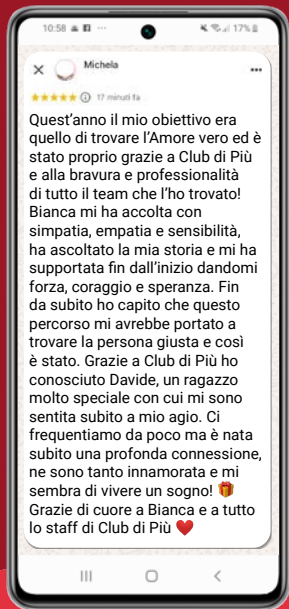 10:58
17%
Michela
17 minuti fa
Quest'anno il mio obiettivo era
quello di trovare l'Amore vero ed è
stato proprio grazie a Club di Più
e alla bravura e professionalità
di tutto il team che l'ho trovato!
Bianca mi ha accolta con
simpatia, empatia e sensibilità,
ha ascoltato la mia storia e mi ha
supportata fin dall'inizio dandomi
forza, coraggio e speranza. Fin
da subito ho capito che questo
percorso mi avrebbe portato a
trovare la persona giusta e così
è stato. Grazie a Club di Più ho
conosciuto Davide, un ragazzo
molto speciale con cui mi sono
sentita subito a mio agio. Ci
frequentiamo da poco ma è nata
subito una profonda connessione,
ne sono tanto innamorata e mi
sembra di vivere un sogno! 🎁
Grazie di cuore a Bianca e a tutto
lo staff di Club di Più ❤️